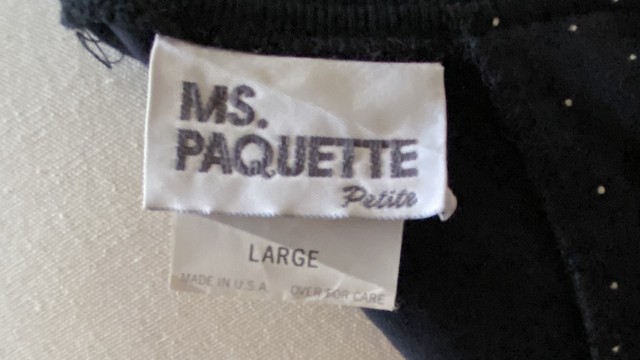 MS.
PAQUETTE
Petite
LARGE
MADE IN U.S.A. OVER FOR CARE